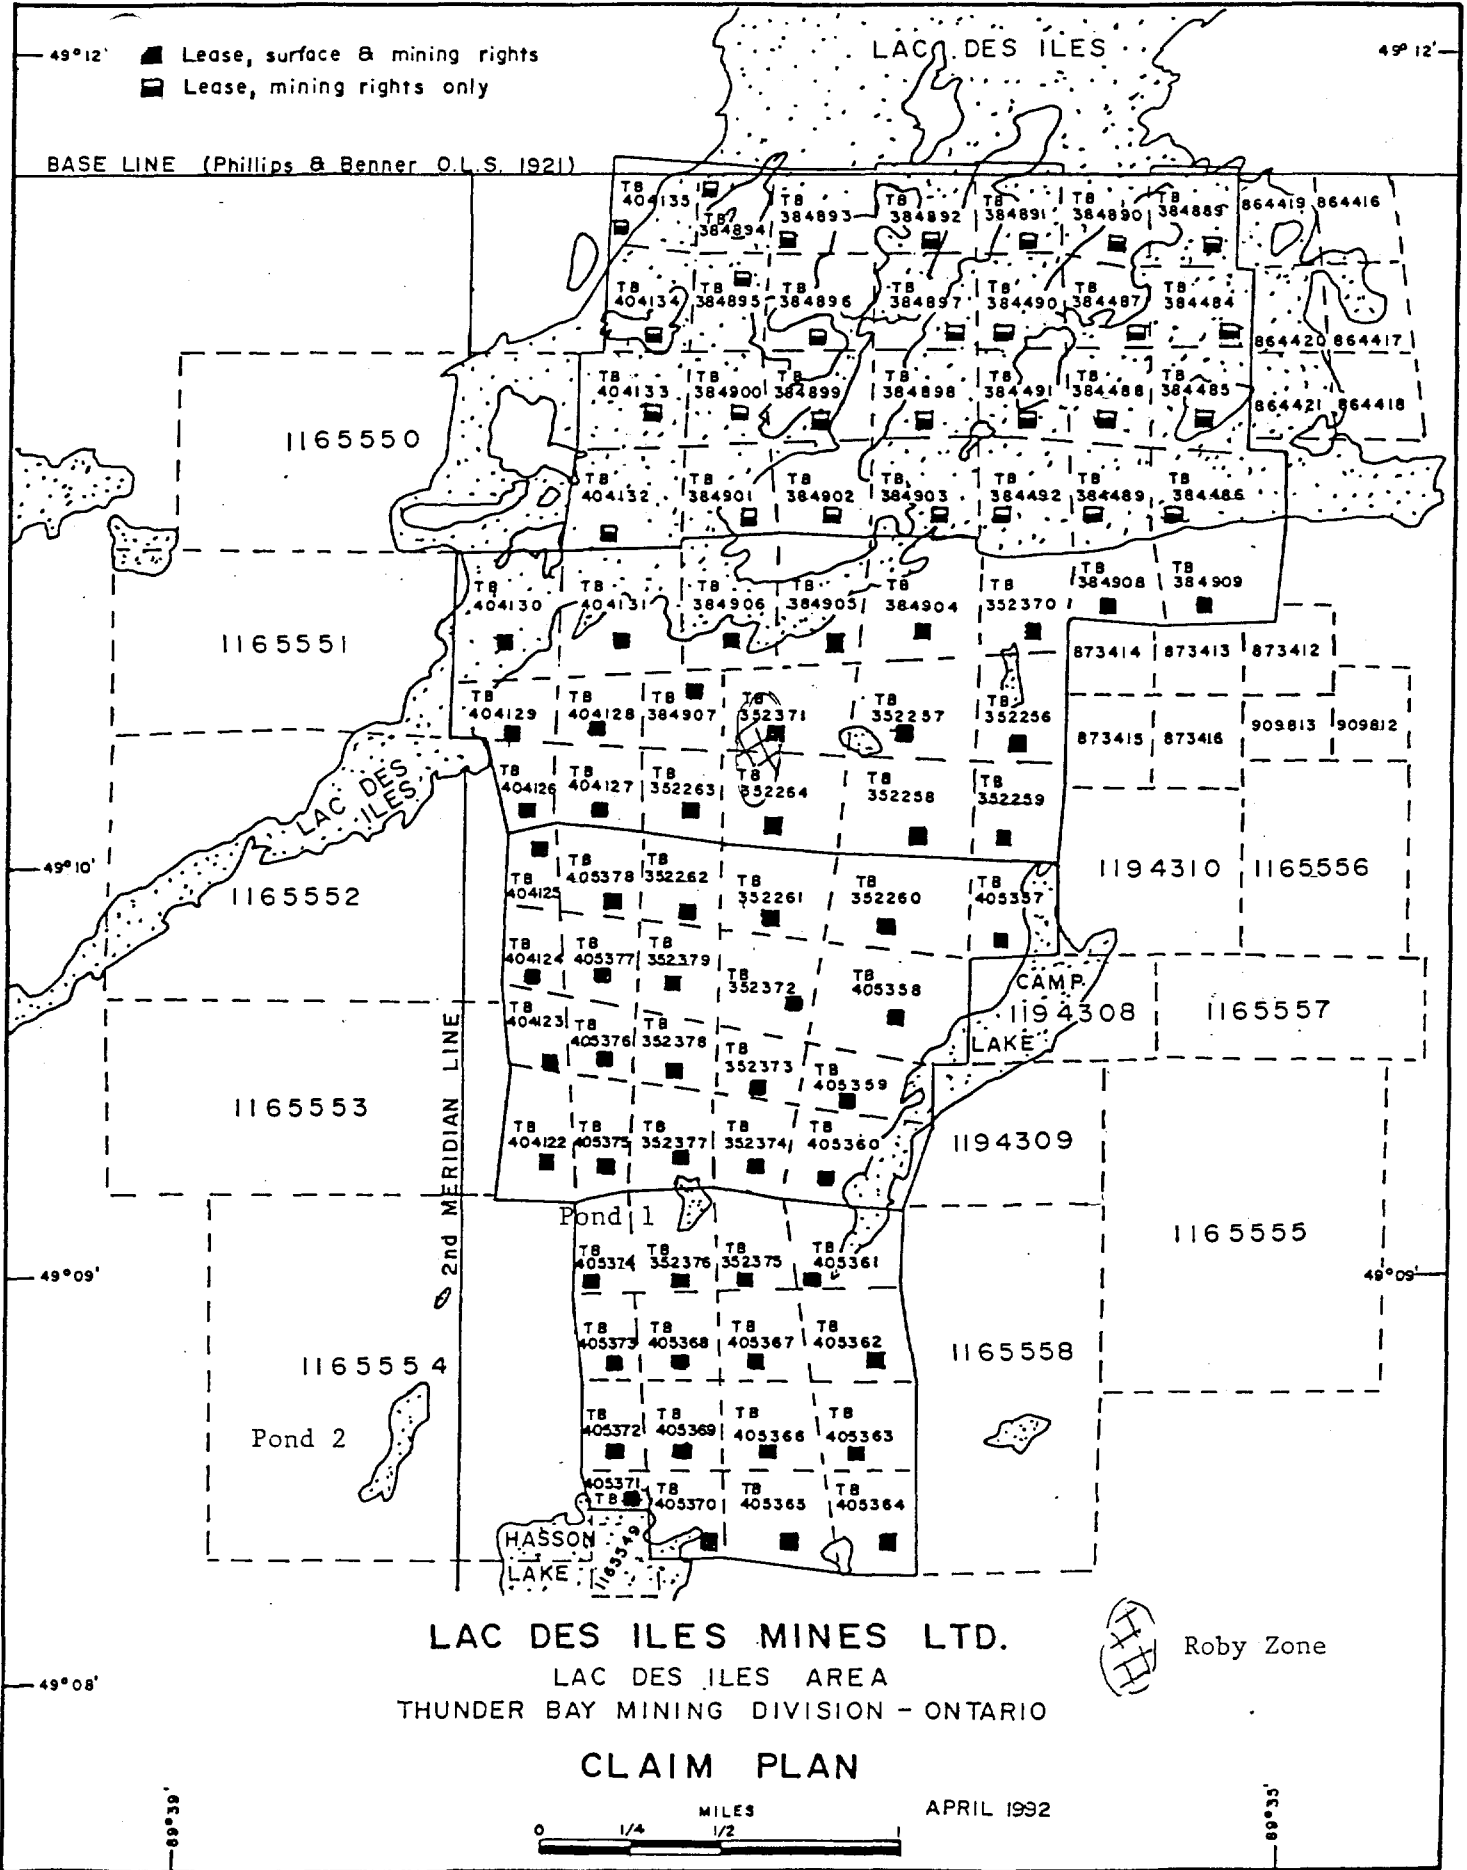 49° 12'
Lease, surface & mining rights
Lease, mining rights only
LAC DES ILES
49° 12'
BASE LINE (Phillips & Benner O.L.S. 1921)
TB 404135
TB 384894
TB 384893
TB 384892
TB 384891
TB 384890
TB 384889
864419
864416
TB 404134
TB 384895
TB 384896
TB 384897
TB 384490
TB 384487
TB 384484
864420
864417
TB 404133
TB 384900
TB 384899
TB 384898
TB 384491
TB 384488
TB 384485
864421
864418
1165550
TB 404132
TB 384901
TB 384902
TB 384903
TB 384492
TB 384489
TB 384486
TB 404130
TB 404131
TB 384906
TB 384905
TB 384904
TB 352370
TB 384908
TB 384909
1165551
873414
873413
873412
TB 404129
TB 404128
TB 384907
TB 352371
TB 352257
TB 352256
873415
873416
909813
909812
TB 404126
TB 404127
TB 352263
TB 352264
TB 352258
TB 352259
LAC DES
ILES
49° 10'
1165552
TB 404125
TB 405378
TB 352262
TB 352261
TB 352260
TB 405357
1194310
1165556
TB 404124
TB 405377
TB 352379
TB 352372
TB 405358
CAMP
1194308
LAKE
1165557
TB 404123
TB 405376
TB 352378
TB 352373
TB 405359
1165553
2nd MERIDIAN LINE
TB 404122
TB 405375
TB 352377
TB 352374
TB 405360
1194309
Pond 1
1165555
TB 405374
TB 352376
TB 352375
TB 405361
49° 09'
49° 09'
TB 405373
TB 405368
TB 405367
TB 405362
1165554
1165558
Pond 2
TB 405372
TB 405369
TB 405366
TB 405363
405371
TB
TB 405370
TB 405365
TB 405364
HASSON
LAKE
1165549
LAC DES ILES MINES LTD.
Roby Zone
LAC DES ILES AREA
49° 08'
THUNDER BAY MINING DIVISION - ONTARIO
CLAIM PLAN
MILES
APRIL 1992
0 1/4 1/2 1
89° 39'
89° 35'